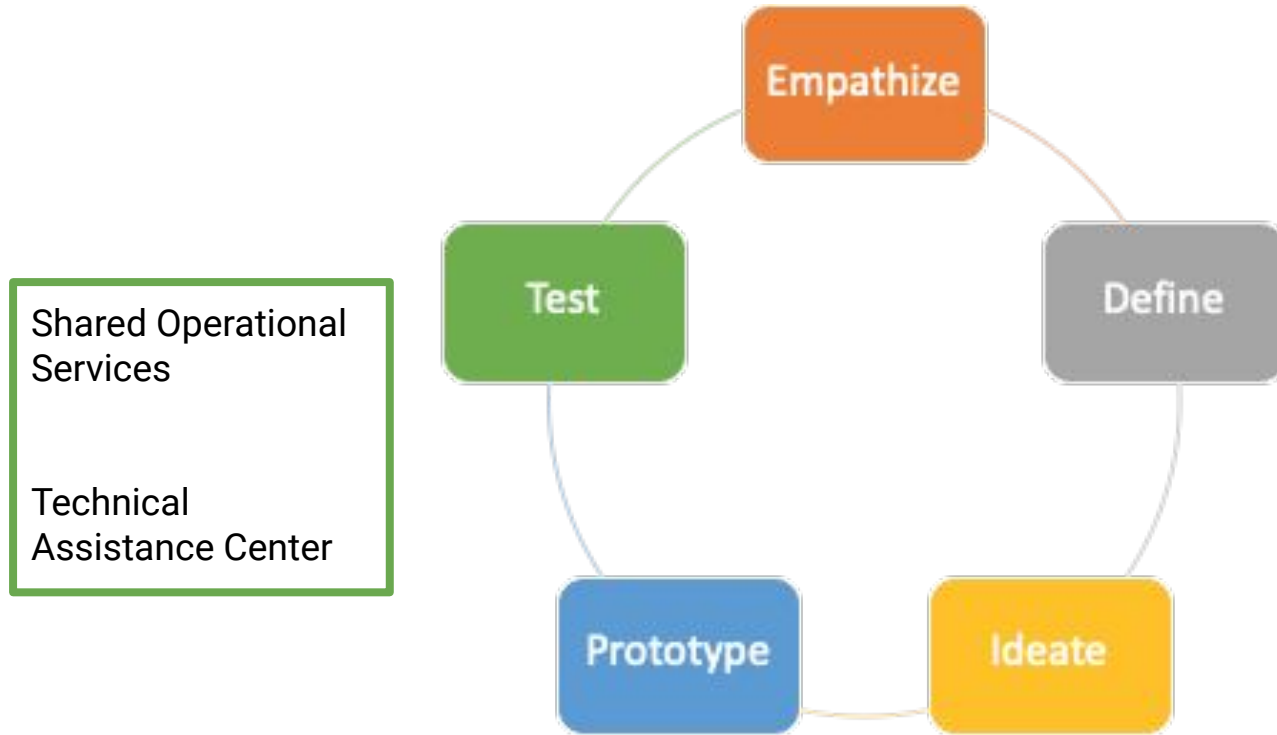 Empathize
Test
Define
Shared Operational
Services
Technical
Assistance Center
Prototype
Ideate